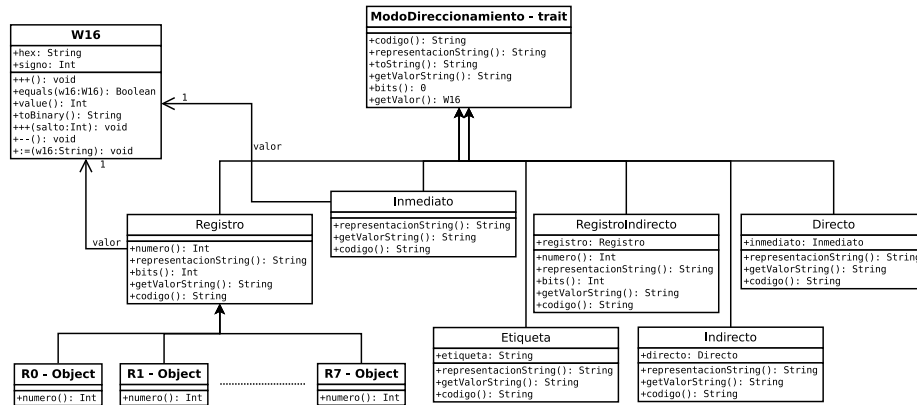 W16
+hex: String
+signo: Int
+++(): void
+equals(w16:W16): Boolean
+value(): Int
+toBinary(): String
+++(salto:Int): void
+--(): void
+:=(w16:String): void
ModoDireccionamiento - trait
+codigo(): String
+representacionString(): String
+toString(): String
+getValorString(): String
+bits(): 0
+getValor(): W16
1
valor
1
valor
Registro
+numero(): Int
+representacionString(): String
+bits(): Int
+getValorString(): String
+codigo(): String
Inmediato
+representacionString(): String
+getValorString(): String
+codigo(): String
RegistroIndirecto
+registro: Registro
+numero(): Int
+representacionString(): String
+bits(): Int
+getValorString(): String
+codigo(): String
Directo
+inmediato: Inmediato
+representacionString(): String
+getValorString(): String
+codigo(): String
Etiqueta
+etiqueta: String
+representacionString(): String
+getValorString(): String
+codigo(): String
Indirecto
+directo: Directo
+representacionString(): String
+getValorString(): String
+codigo(): String
R0 - Object
+numero(): Int
R1 - Object
+numero(): Int
R7 - Object
+numero(): Int